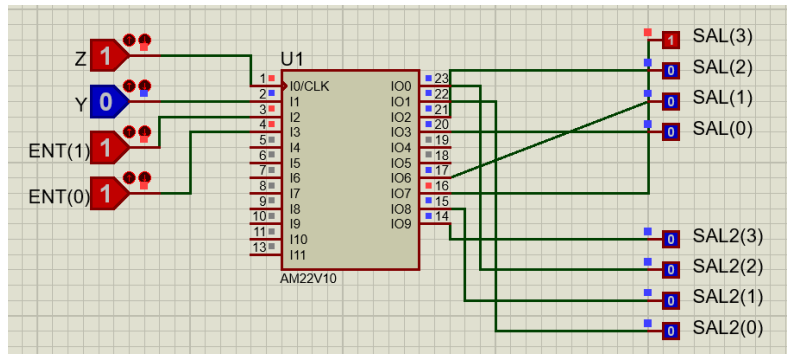 Z 1
Y 0
ENT(1) 1
ENT(0) 1
U1
1 I0/CLK
2 I1
3 I2
4 I3
5 I4
6 I5
7 I6
8 I7
9 I8
10 I9
11 I10
13 I11
IO0 23
IO1 22
IO2 21
IO3 20
IO4 19
IO5 18
IO6 17
IO7 16
IO8 15
IO9 14
AM22V10
1 SAL(3)
0 SAL(2)
0 SAL(1)
0 SAL(0)
0 SAL2(3)
0 SAL2(2)
0 SAL2(1)
0 SAL2(0)